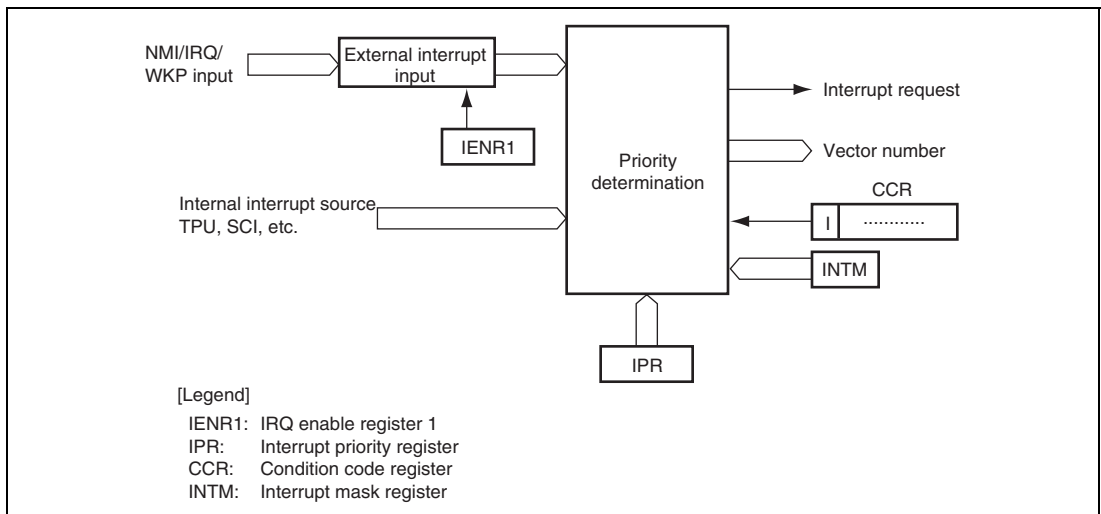 NMI/IRQ/
WKP input
External interrupt
input
IENR1
Internal interrupt source
TPU, SCI, etc.
Priority
determination
Interrupt request
Vector number
CCR
I ............
INTM
IPR
[Legend]
IENR1: IRQ enable register 1
IPR: Interrupt priority register
CCR: Condition code register
INTM: Interrupt mask register